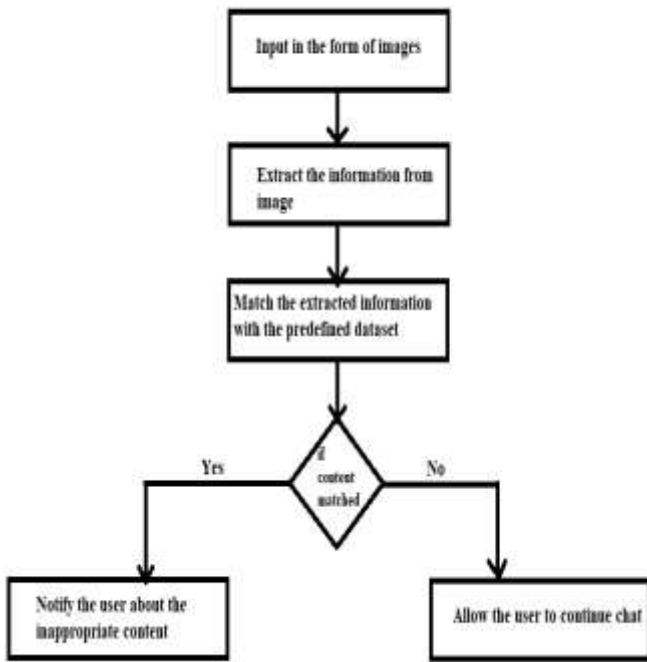 Input in the form of images
Extract the information from
image
Match the extracted information
with the predefined dataset
if
content
matched
Yes
No
Notify the user about the
inappropriate content
Allow the user to continue chat